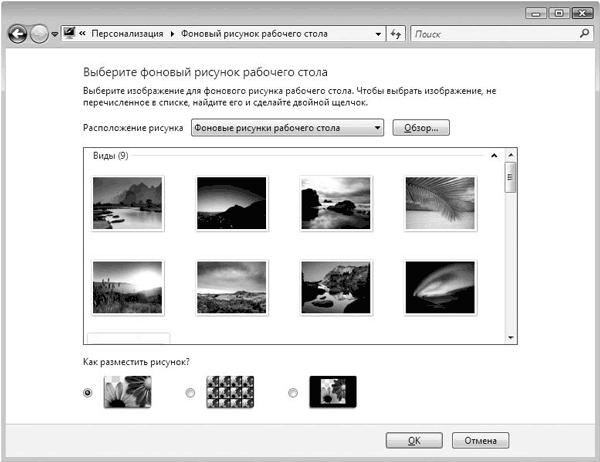 « Персонализация Фоновый рисунок рабочего стола Поиск
Выберите фоновый рисунок рабочего стола
Выберите изображение для фонового рисунка рабочего стола. Чтобы выбрать изображение, не
перечисленное в списке, найдите его и сделайте двойной щелчок.
Расположение рисунка Фоновые рисунки рабочего стола Обзор...
Виды (9)
Как разместить рисунок?
OK Отмена